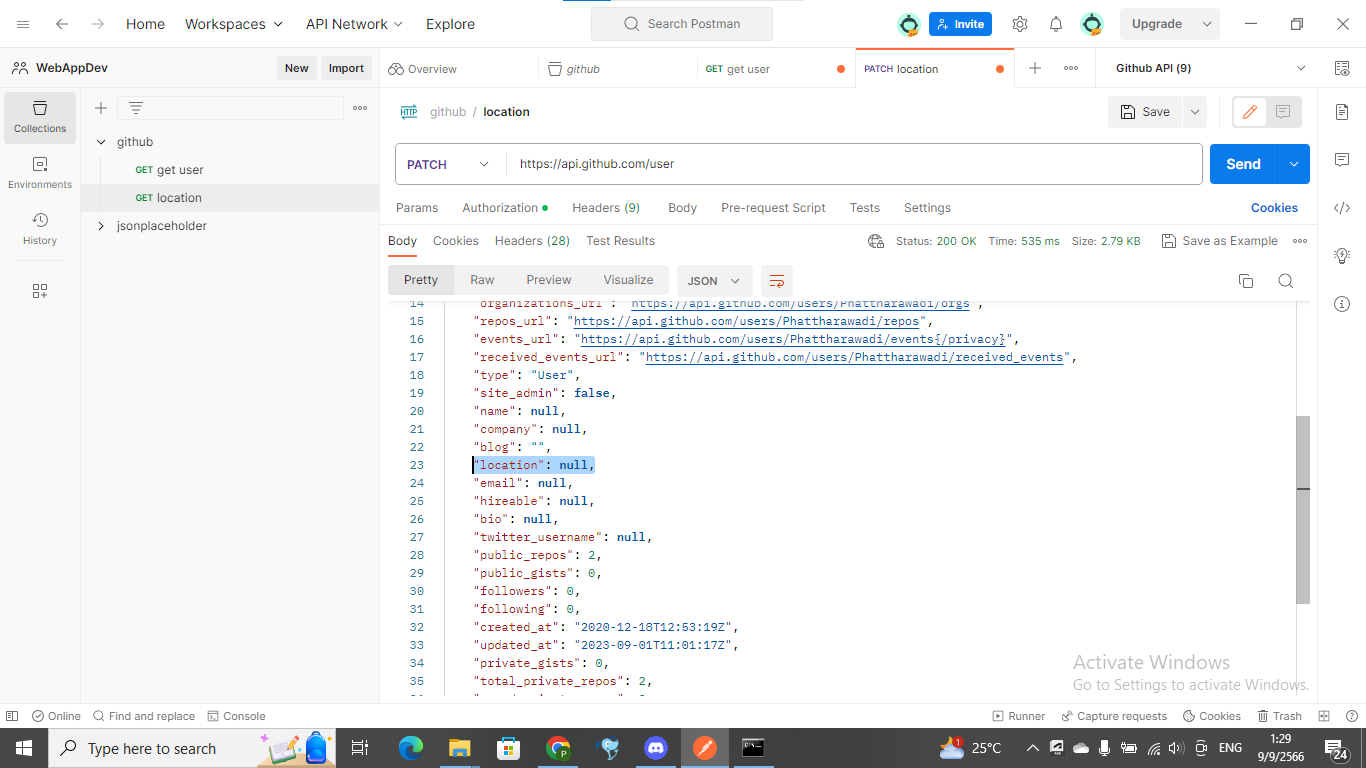 Home Workspaces API Network Explore Search Postman Invite Upgrade
WebAppDev New Import Overview github GET get user PATCH location Github API (9)
Collections
Environments
History
github
GET get user
GET location
jsonplaceholder
HTTP github / location Save
PATCH https://api.github.com/user Send
Params Authorization Headers (9) Body Pre-request Script Tests Settings Cookies
Body Cookies Headers (28) Test Results Status: 200 OK Time: 535 ms Size: 2.79 KB Save as Example
Pretty Raw Preview Visualize JSON
14 "organizations_url": "https://api.github.com/users/Phattharawadi/orgs",
15 "repos_url": "https://api.github.com/users/Phattharawadi/repos",
16 "events_url": "https://api.github.com/users/Phattharawadi/events{/privacy}",
17 "received_events_url": "https://api.github.com/users/Phattharawadi/received_events",
18 "type": "User",
19 "site_admin": false,
20 "name": null,
21 "company": null,
22 "blog": "",
23 "location": null,
24 "email": null,
25 "hireable": null,
26 "bio": null,
27 "twitter_username": null,
28 "public_repos": 2,
29 "public_gists": 0,
30 "followers": 0,
31 "following": 0,
32 "created_at": "2020-12-18T12:53:19Z",
33 "updated_at": "2023-09-01T11:01:17Z",
34 "private_gists": 0,
35 "total_private_repos": 2,
Activate Windows
Go to Settings to activate Windows.
Online Find and replace Console Runner Capture requests Cookies Trash
Type here to search 1 25°C ENG 1:29
9/9/2566 24